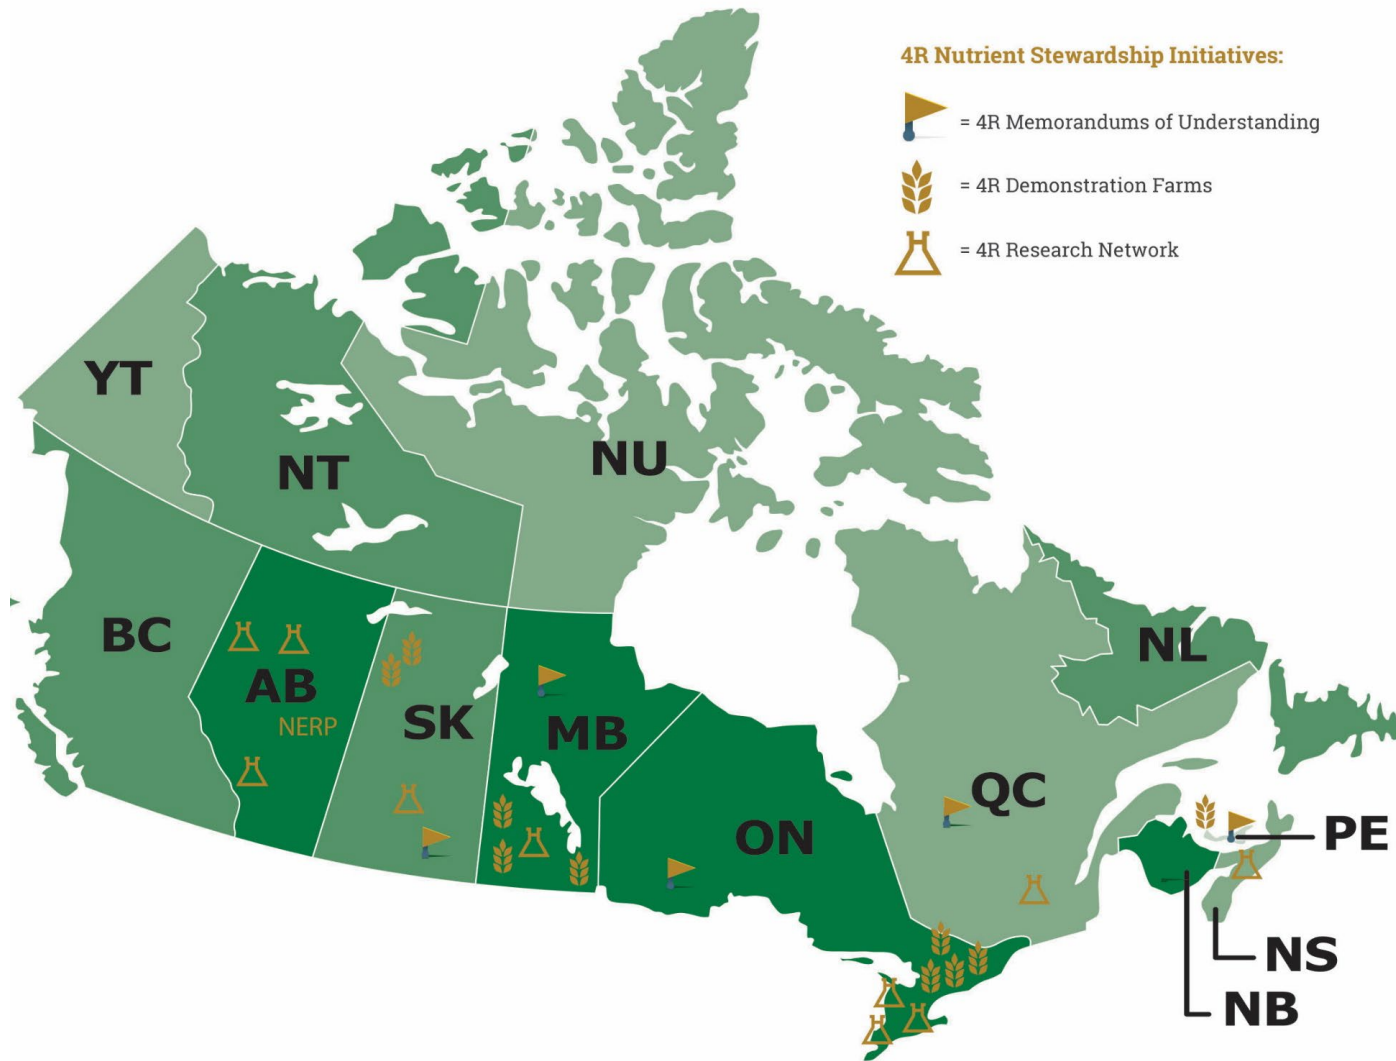 4R Nutrient Stewardship Initiatives:
= 4R Memorandums of Understanding
= 4R Demonstration Farms
= 4R Research Network
YT
NT
NU
BC
AB
NERP
SK
MB
ON
QC
NL
PE
NS
NB